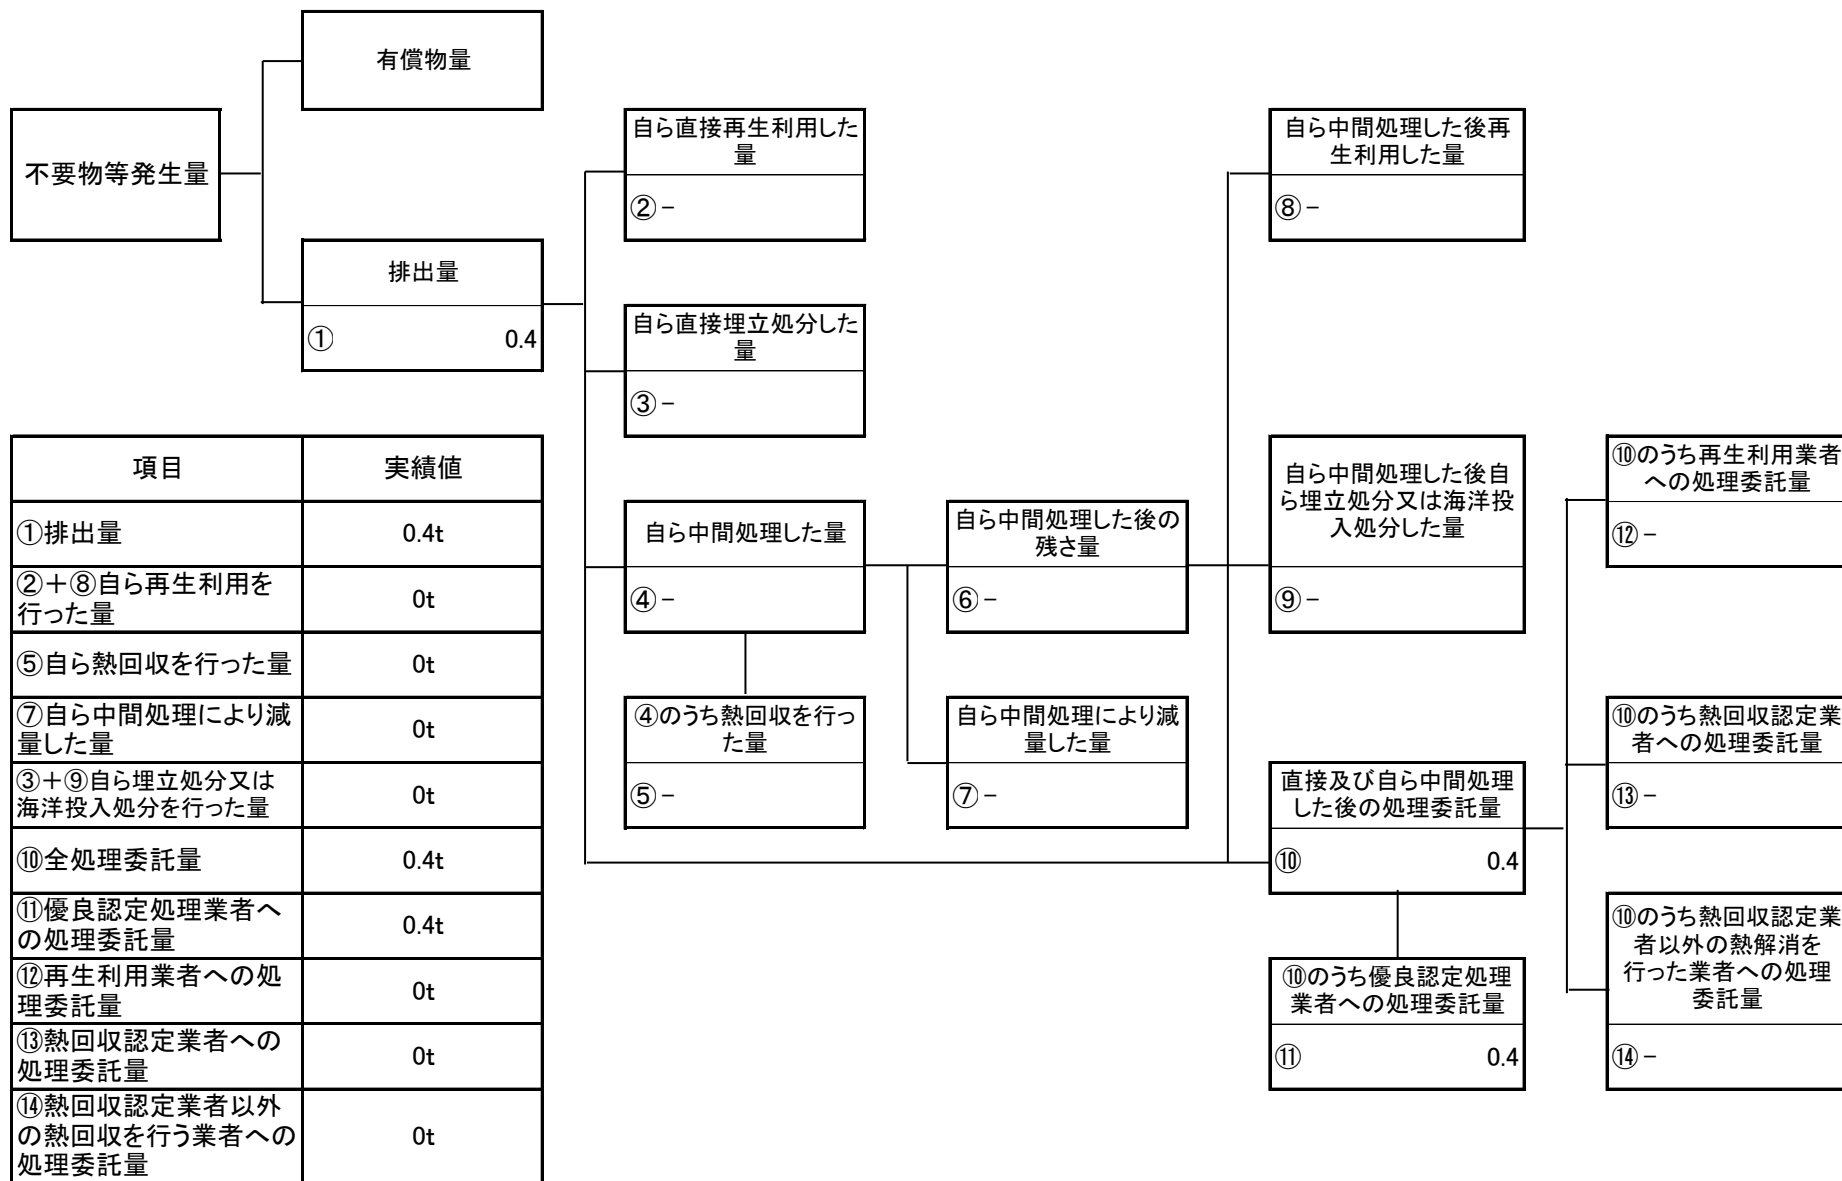 有償物量
不要物等発生量
排出量
① 0.4
自ら直接再生利用した
量
②－
自ら直接埋立処分した
量
③－
自ら中間処理した量
④－
④のうち熱回収を行っ
た量
⑤－
自ら中間処理した後の
残さ量
⑥－
自ら中間処理により減
量した量
⑦－
自ら中間処理した後再
生利用した量
⑧－
自ら中間処理した後自
ら埋立処分又は海洋投
入処分した量
⑨－
直接及び自ら中間処理
した後の処理委託量
⑩ 0.4
⑩のうち優良認定処理
業者への処理委託量
⑪ 0.4
⑩のうち再生利用業者
への処理委託量
⑫－
⑩のうち熱回収認定業
者への処理委託量
⑬－
⑩のうち熱回収認定業
者以外の熱解消を
行った業者への処理
委託量
⑭－
項目 実績値
①排出量 0.4t
②＋⑧自ら再生利用を
行った量 0t
⑤自ら熱回収を行った量 0t
⑦自ら中間処理により減
量した量 0t
③＋⑨自ら埋立処分又は
海洋投入処分を行った量 0t
⑩全処理委託量 0.4t
⑪優良認定処理業者へ
の処理委託量 0.4t
⑫再生利用業者への処
理委託量 0t
⑬熱回収認定業者への
処理委託量 0t
⑭熱回収認定業者以外
の熱回収を行う業者への
処理委託量 0t